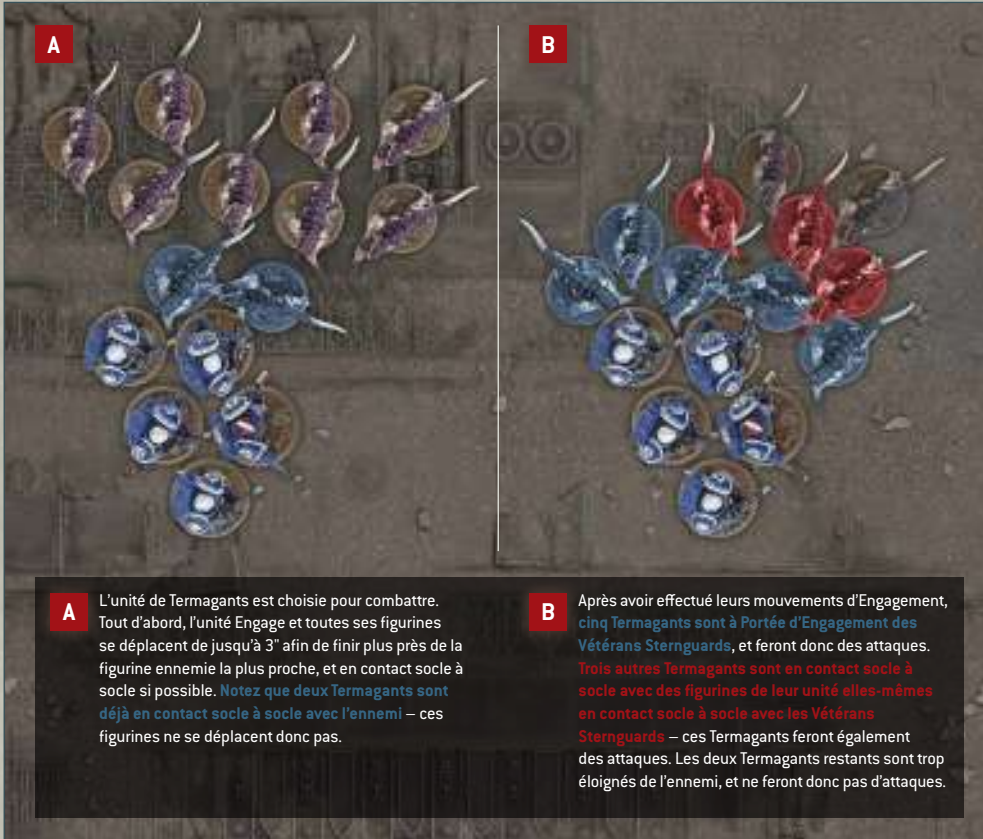 A
B
A
L'unité de Termagants est choisie pour combattre.
Tout d'abord, l'unité Engage et toutes ses figurines
se déplacent de jusqu'à 3" afin de finir plus près de la
figurine ennemie la plus proche, et en contact socle à
socle si possible. Notez que deux Termagants sont
déjà en contact socle à socle avec l'ennemi – ces
figurines ne se déplacent donc pas.
B
Après avoir effectué leurs mouvements d'Engagement,
cinq Termagants sont à Portée d'Engagement des
Vétérans Sternguards, et feront donc des attaques.
Trois autres Termagants sont en contact socle à
socle avec des figurines de leur unité elles-mêmes
en contact socle à socle avec les Vétérans
Sternguards – ces Termagants feront également
des attaques. Les deux Termagants restants sont trop
éloignés de l'ennemi, et ne feront donc pas d'attaques.